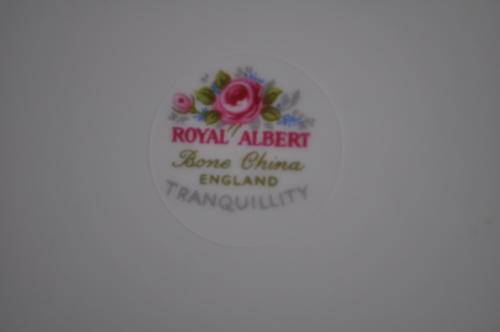 ROYAL ALBERT
Bone China
ENGLAND
TRANQUILLITY